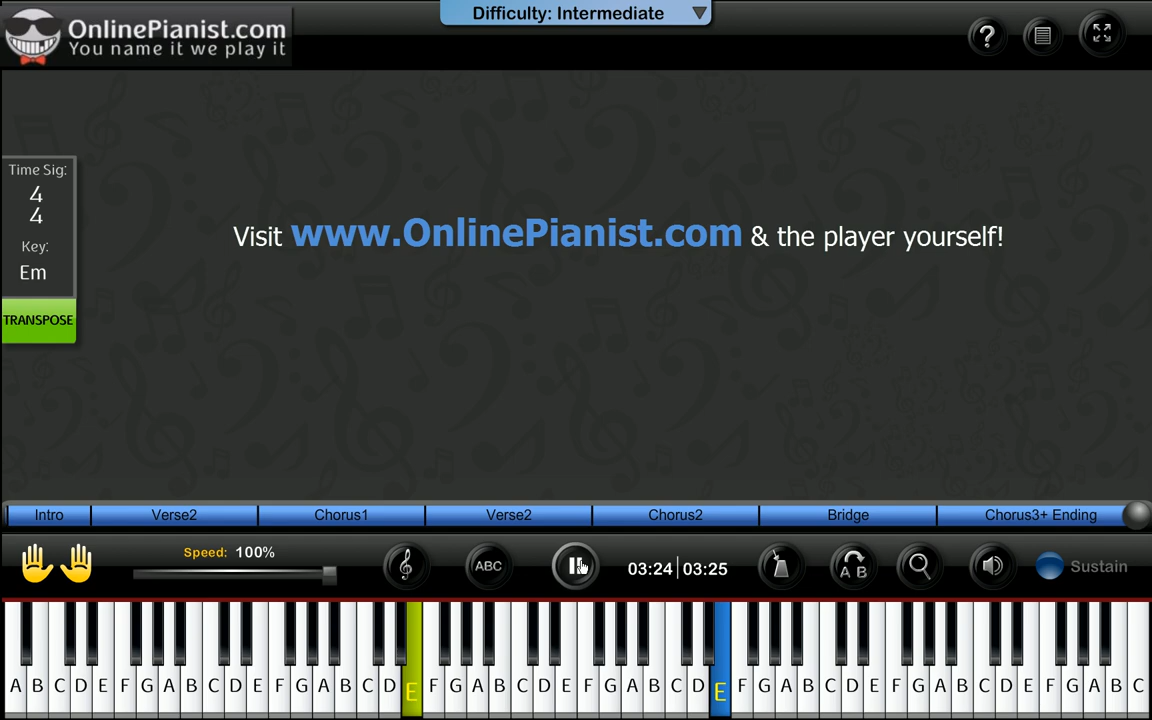 Difficulty: Intermediate
OnlinePianist.com
You name it we play it
?
Time Sig:
4
4
Key:
Em
TRANSPOSE
Visit www.OnlinePianist.com & the player yourself!
Intro Verse2 Chorus1 Verse2 Chorus2 Bridge Chorus3+ Ending
Speed: 100%
ABC
03:24|03:25
A B
Sustain
A B C D E F G A B C D E F G A B C D E F G A B C D E F G A B C D E F G A B C D E F G A B C D E F G A B C